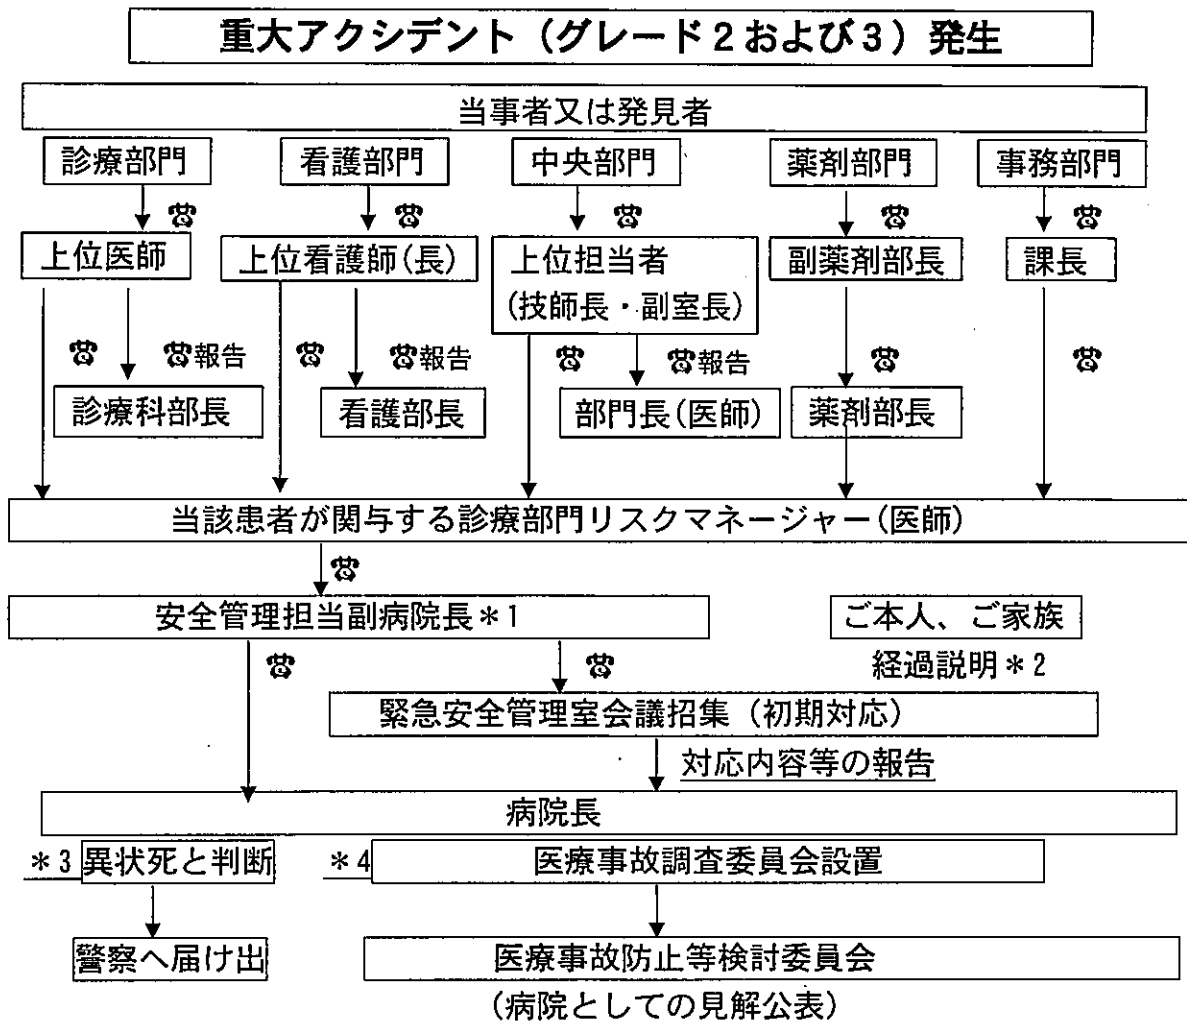 重大アクシデント（グレード２および３）発生
当事者又は発見者
診療部門 看護部門 中央部門 薬剤部門 事務部門
☎ ☎ ☎ ☎ ☎
上位医師 上位看護師(長) 上位担当者 副薬剤部長 課長
(技師長・副室長)
☎ ☎報告 ☎ ☎報告 ☎ ☎報告 ☎ ☎
診療科部長 看護部長 部門長(医師) 薬剤部長
当該患者が関与する診療部門リスクマネージャー(医師)
☎
安全管理担当副病院長＊1 ご本人、ご家族
☎ ☎ 経過説明＊2
緊急安全管理室会議招集（初期対応）
対応内容等の報告
病院長
＊3 異状死と判断 ＊4 医療事故調査委員会設置
警察へ届け出 医療事故防止等検討委員会
(病院としての見解公表)